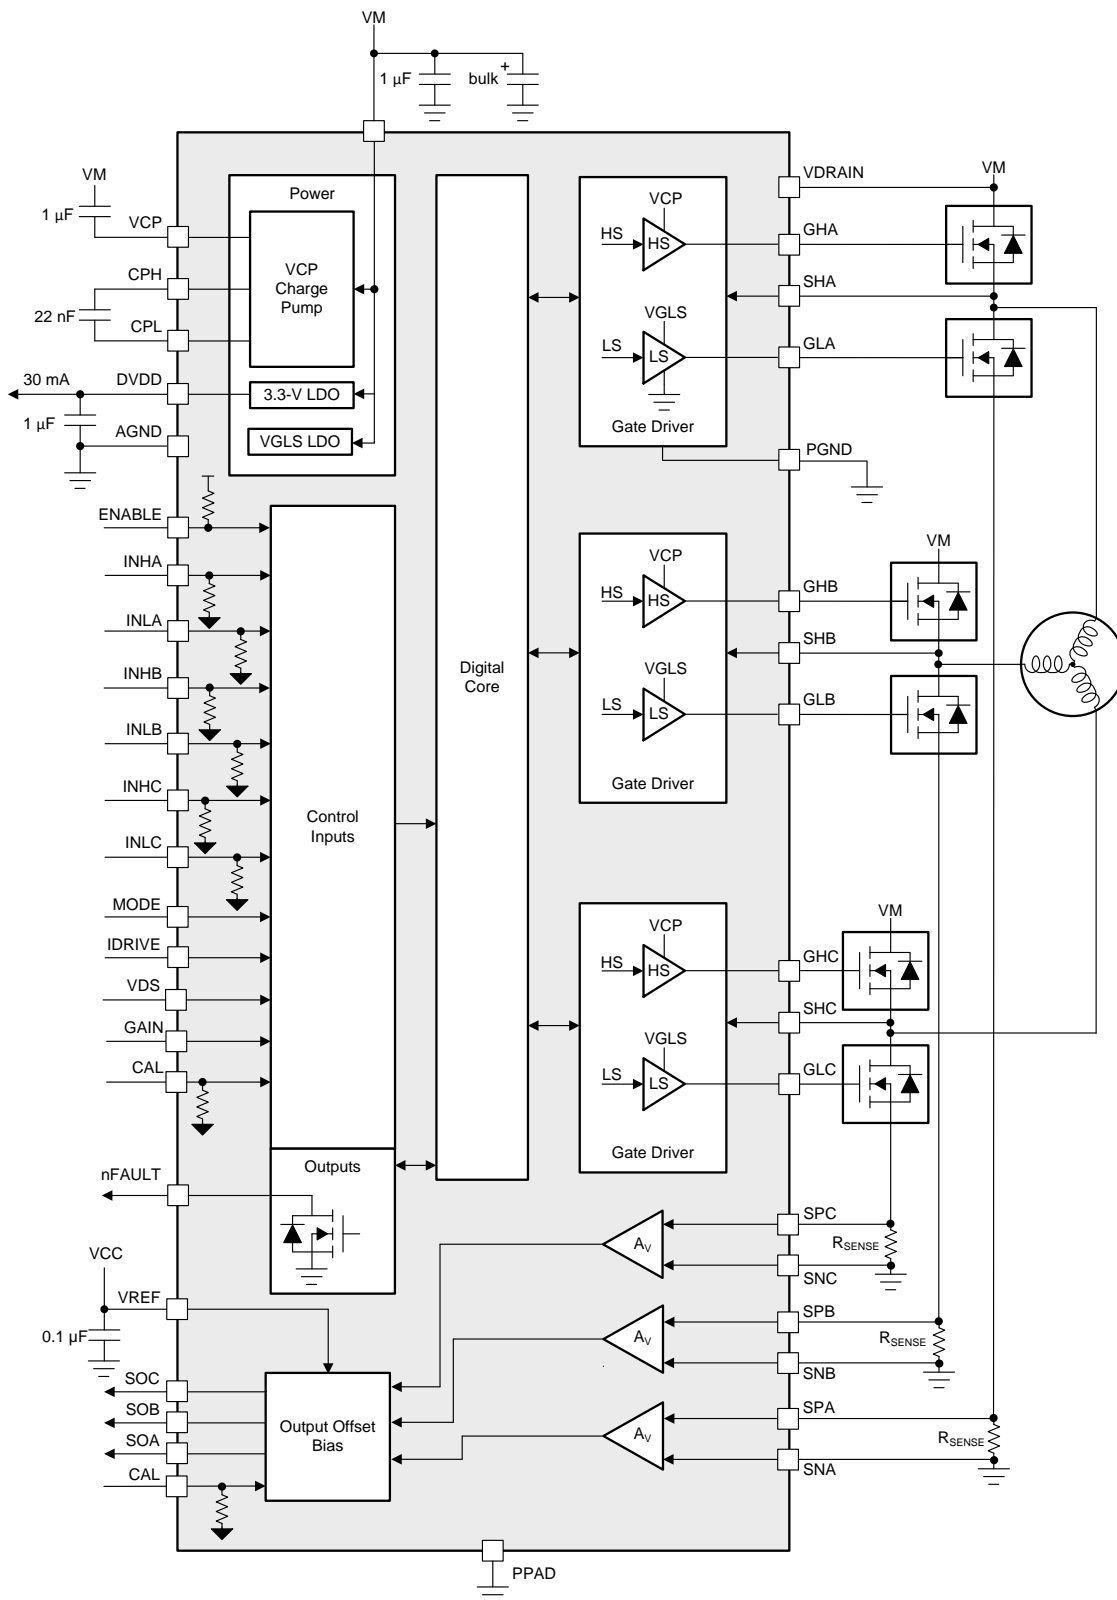 VM
1 µF
bulk
+
VM
1 µF
VCP
CPH
22 nF
CPL
30 mA
DVDD
1 µF
AGND
Power
VCP
Charge
Pump
3.3-V LDO
VGLS LDO
ENABLE
INHA
INLA
INHB
INLB
INHC
INLC
MODE
IDRIVE
VDS
GAIN
CAL
Control
Inputs
Outputs
nFAULT
Digital
Core
VCP
HS
HS
VGLS
LS
LS
Gate Driver
VCP
HS
HS
VGLS
LS
LS
Gate Driver
VCP
HS
HS
VGLS
LS
LS
Gate Driver
VDRAIN
VM
GHA
SHA
GLA
PGND
VM
GHB
SHB
GLB
VM
GHC
SHC
GLC
SPC
RSENSE
SNC
AV
SPB
RSENSE
SNB
AV
SPA
RSENSE
SNA
AV
VCC
VREF
0.1 µF
SOC
SOB
SOA
CAL
Output Offset
Bias
PPAD